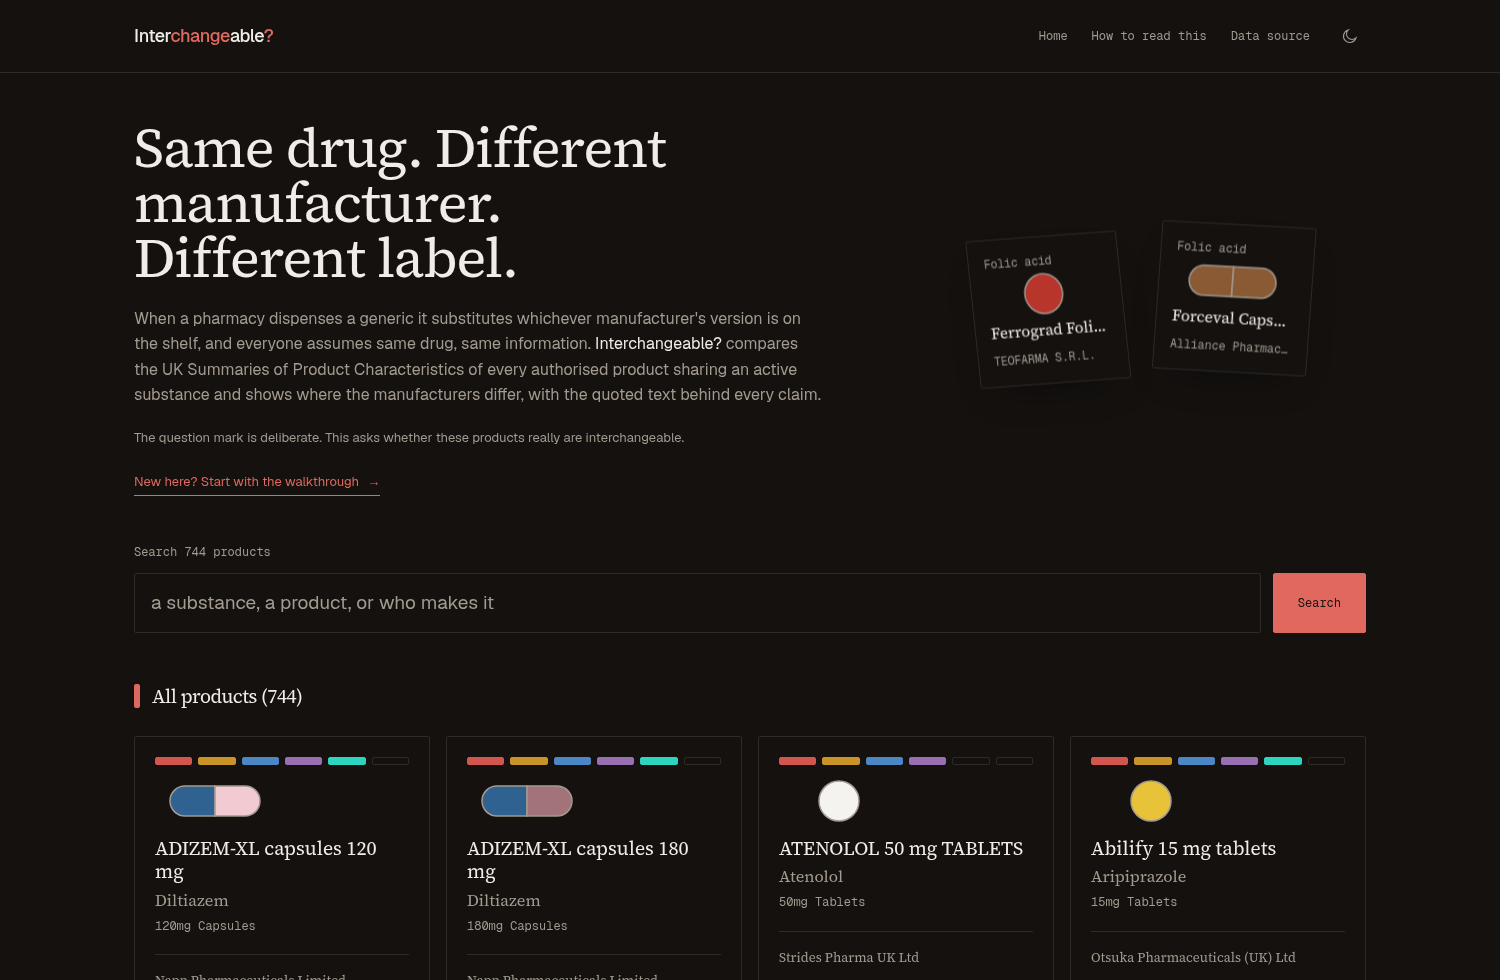 Interchangeable?
Home
How to read this
Data source
Same drug. Different
manufacturer.
Different label.
When a pharmacy dispenses a generic it substitutes whichever manufacturer's version is on
the shelf, and everyone assumes same drug, same information. Interchangeable? compares
the UK Summaries of Product Characteristics of every authorised product sharing an active
substance and shows where the manufacturers differ, with the quoted text behind every claim.
The question mark is deliberate. This asks whether these products really are interchangeable.
New here? Start with the walkthrough →
Folic acid
Ferrograd Foli...
TEOFARMA S.R.L.
Folic acid
Forceval Caps...
Alliance Pharmac...
Search 744 products
a substance, a product, or who makes it
Search
All products (744)
ADIZEM-XL capsules 120
mg
Diltiazem
120mg Capsules
Napp Pharmaceuticals Limited
ADIZEM-XL capsules 180
mg
Diltiazem
180mg Capsules
Napp Pharmaceuticals Limited
ATENOLOL 50 mg TABLETS
Atenolol
50mg Tablets
Strides Pharma UK Ltd
Abilify 15 mg tablets
Aripiprazole
15mg Tablets
Otsuka Pharmaceuticals (UK) Ltd